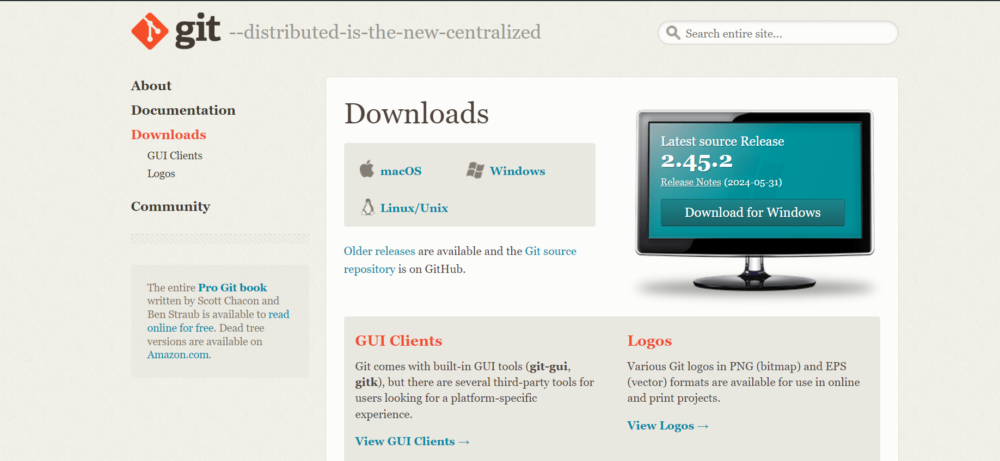 git --distributed-is-the-new-centralized
Search entire site...
About
Documentation
Downloads
GUI Clients
Logos
Community
The entire Pro Git book
written by Scott Chacon and
Ben Straub is available to read
online for free. Dead tree
versions are available on
Amazon.com.
Downloads
macOS
Windows
Linux/Unix
Older releases are available and the Git source
repository is on GitHub.
Latest source Release
2.45.2
Release Notes (2024-05-31)
Download for Windows
GUI Clients
Git comes with built-in GUI tools (git-gui,
gitk), but there are several third-party tools for
users looking for a platform-specific
experience.
View GUI Clients →
Logos
Various Git logos in PNG (bitmap) and EPS
(vector) formats are available for use in online
and print projects.
View Logos →